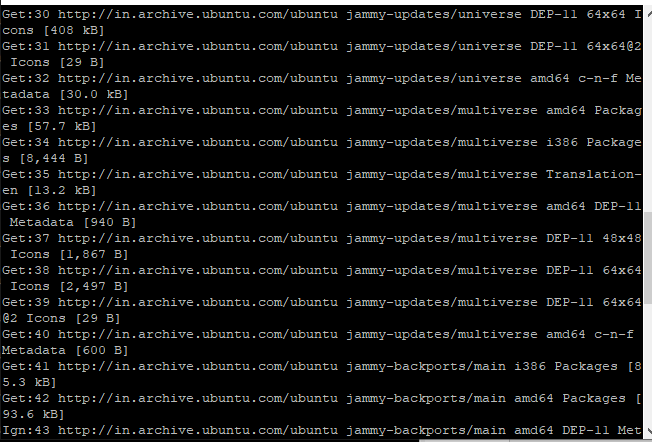 Get:30 http://in.archive.ubuntu.com/ubuntu jammy-updates/universe DEP-11 64x64 I
cons [408 kB]
Get:31 http://in.archive.ubuntu.com/ubuntu jammy-updates/universe DEP-11 64x64@2
 Icons [29 B]
Get:32 http://in.archive.ubuntu.com/ubuntu jammy-updates/universe amd64 c-n-f Me
tadata [30.0 kB]
Get:33 http://in.archive.ubuntu.com/ubuntu jammy-updates/multiverse amd64 Packag
es [57.7 kB]
Get:34 http://in.archive.ubuntu.com/ubuntu jammy-updates/multiverse i386 Package
s [8,444 B]
Get:35 http://in.archive.ubuntu.com/ubuntu jammy-updates/multiverse Translation-
en [13.2 kB]
Get:36 http://in.archive.ubuntu.com/ubuntu jammy-updates/multiverse amd64 DEP-11
 Metadata [940 B]
Get:37 http://in.archive.ubuntu.com/ubuntu jammy-updates/multiverse DEP-11 48x48
 Icons [1,867 B]
Get:38 http://in.archive.ubuntu.com/ubuntu jammy-updates/multiverse DEP-11 64x64
 Icons [2,497 B]
Get:39 http://in.archive.ubuntu.com/ubuntu jammy-updates/multiverse DEP-11 64x64
@2 Icons [29 B]
Get:40 http://in.archive.ubuntu.com/ubuntu jammy-updates/multiverse amd64 c-n-f
Metadata [600 B]
Get:41 http://in.archive.ubuntu.com/ubuntu jammy-backports/main i386 Packages [8
5.3 kB]
Get:42 http://in.archive.ubuntu.com/ubuntu jammy-backports/main amd64 Packages [
93.6 kB]
Ign:43 http://in.archive.ubuntu.com/ubuntu jammy-backports/main amd64 DEP-11 Met